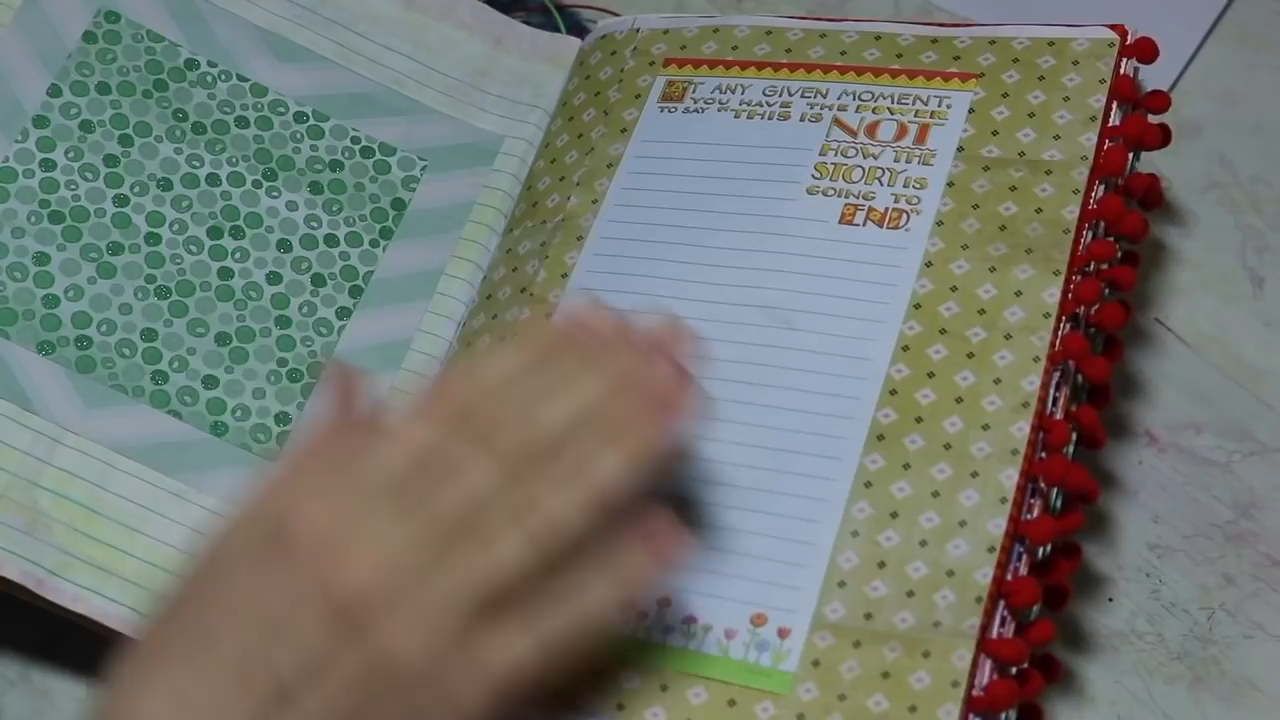 AT ANY GIVEN MOMENT,
YOU HAVE THE POWER
TO SAY "THIS IS NOT
HOW THE
STORY IS
GOING TO
END."